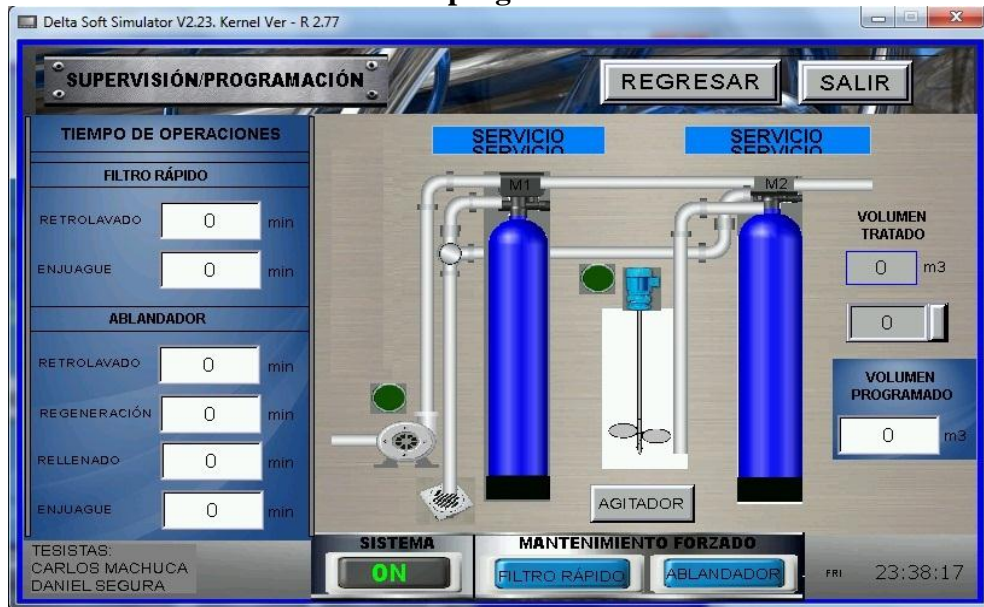 Delta Soft Simulator V2.23. Kernel Ver - R 2.77
SUPERVISIÓN/PROGRAMACIÓN
REGRESAR
SALIR
TIEMPO DE OPERACIONES
FILTRO RÁPIDO
RETROLAVADO 0 min
ENJUAGUE 0 min
ABLANDADOR
RETROLAVADO 0 min
REGENERACIÓN 0 min
RELLENADO 0 min
ENJUAGUE 0 min
TESISTAS:
CARLOS MACHUCA
DANIEL SEGURA
SERVICIO
SERVICIO
SERVICIO
SERVICIO
M1
M2
VOLUMEN
TRATADO
0 m3
0
VOLUMEN
PROGRAMADO
0 m3
AGITADOR
SISTEMA
ON
MANTENIMIENTO FORZADO
FILTRO RÁPIDO
ABLANDADOR
FRI 23:38:17